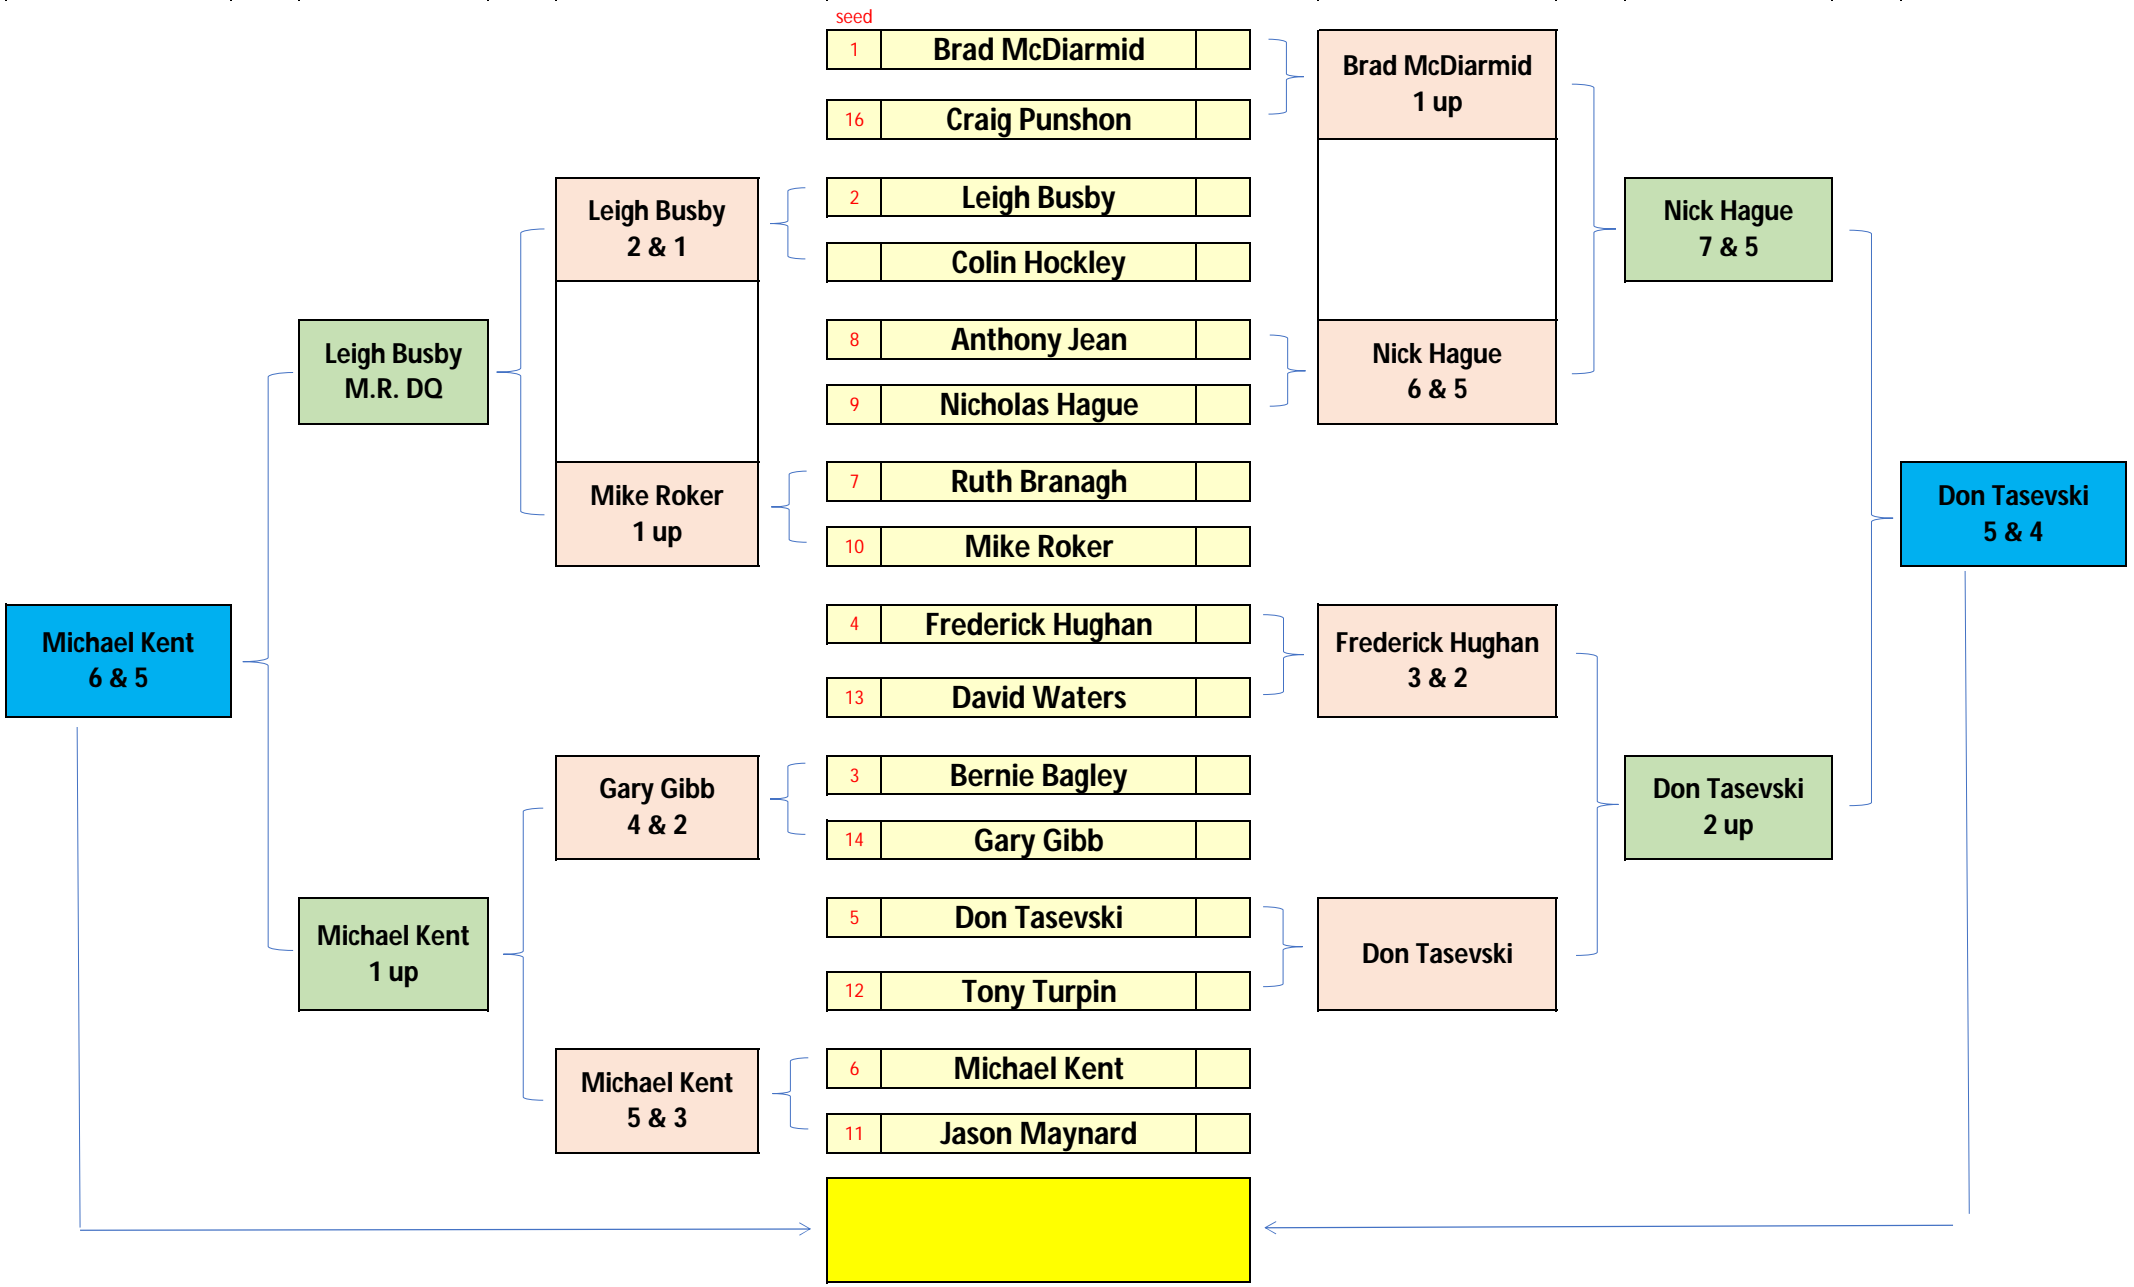 seed
1 Brad McDiarmid
16 Craig Punshon
2 Leigh Busby
Colin Hockley
8 Anthony Jean
9 Nicholas Hague
7 Ruth Branagh
10 Mike Roker
4 Frederick Hughan
13 David Waters
3 Bernie Bagley
14 Gary Gibb
5 Don Tasevski
12 Tony Turpin
6 Michael Kent
11 Jason Maynard
Leigh Busby
2 & 1
Mike Roker
1 up
Gary Gibb
4 & 2
Michael Kent
5 & 3
Leigh Busby
M.R. DQ
Michael Kent
1 up
Michael Kent
6 & 5
Brad McDiarmid
1 up
Nick Hague
6 & 5
Frederick Hughan
3 & 2
Don Tasevski
Nick Hague
7 & 5
Don Tasevski
2 up
Don Tasevski
5 & 4